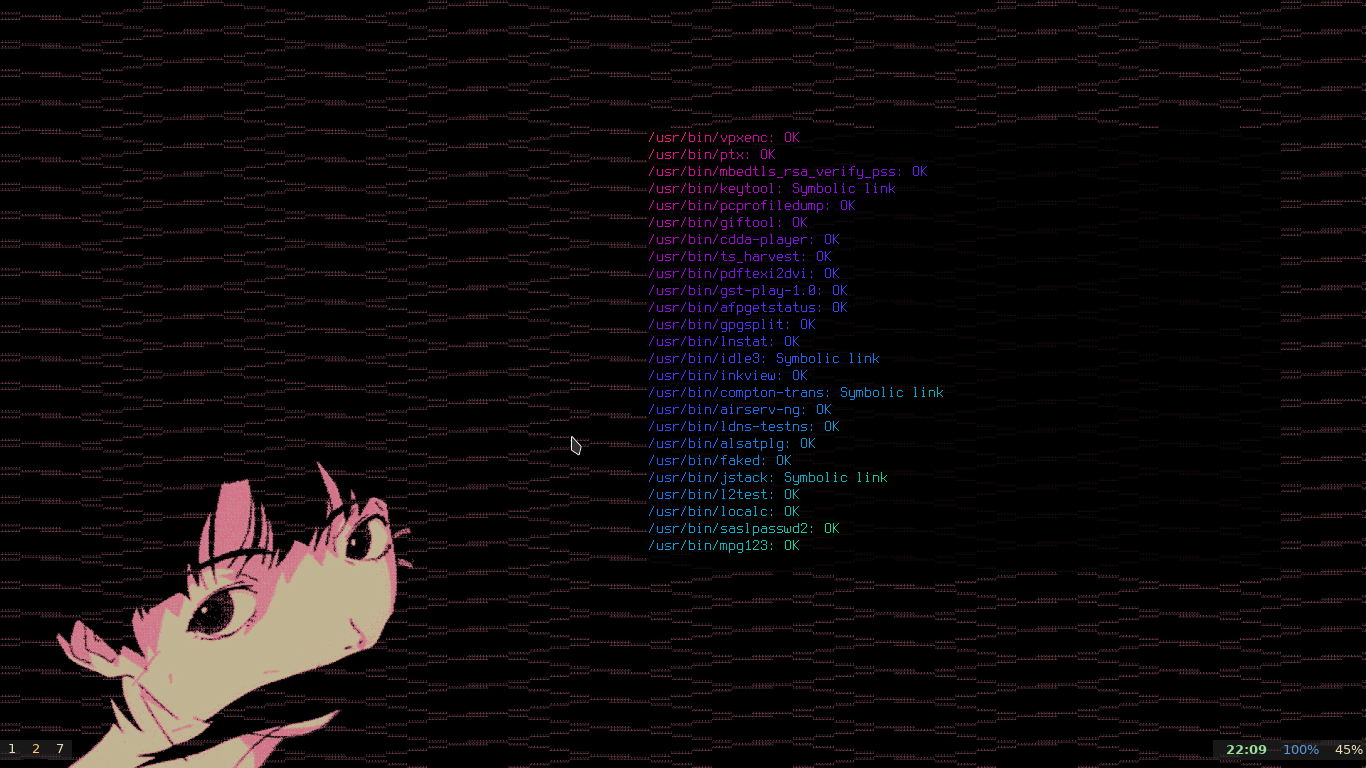 /usr/bin/vpxenc: OK
/usr/bin/ptx: OK
/usr/bin/mbedtls_rsa_verify_pss: OK
/usr/bin/keytool: Symbolic link
/usr/bin/pcprofiledump: OK
/usr/bin/giftool: OK
/usr/bin/cdda-player: OK
/usr/bin/ts_harvest: OK
/usr/bin/pdftexi2dvi: OK
/usr/bin/gst-play-1.0: OK
/usr/bin/afpgetstatus: OK
/usr/bin/gpgsplit: OK
/usr/bin/lnstat: OK
/usr/bin/idle3: Symbolic link
/usr/bin/inkview: OK
/usr/bin/compton-trans: Symbolic link
/usr/bin/airserv-ng: OK
/usr/bin/ldns-testns: OK
/usr/bin/alsatplg: OK
/usr/bin/faked: OK
/usr/bin/jstack: Symbolic link
/usr/bin/l2test: OK
/usr/bin/localc: OK
/usr/bin/saslpasswd2: OK
/usr/bin/mpg123: OK
1 2 7
22:09 100% 45%